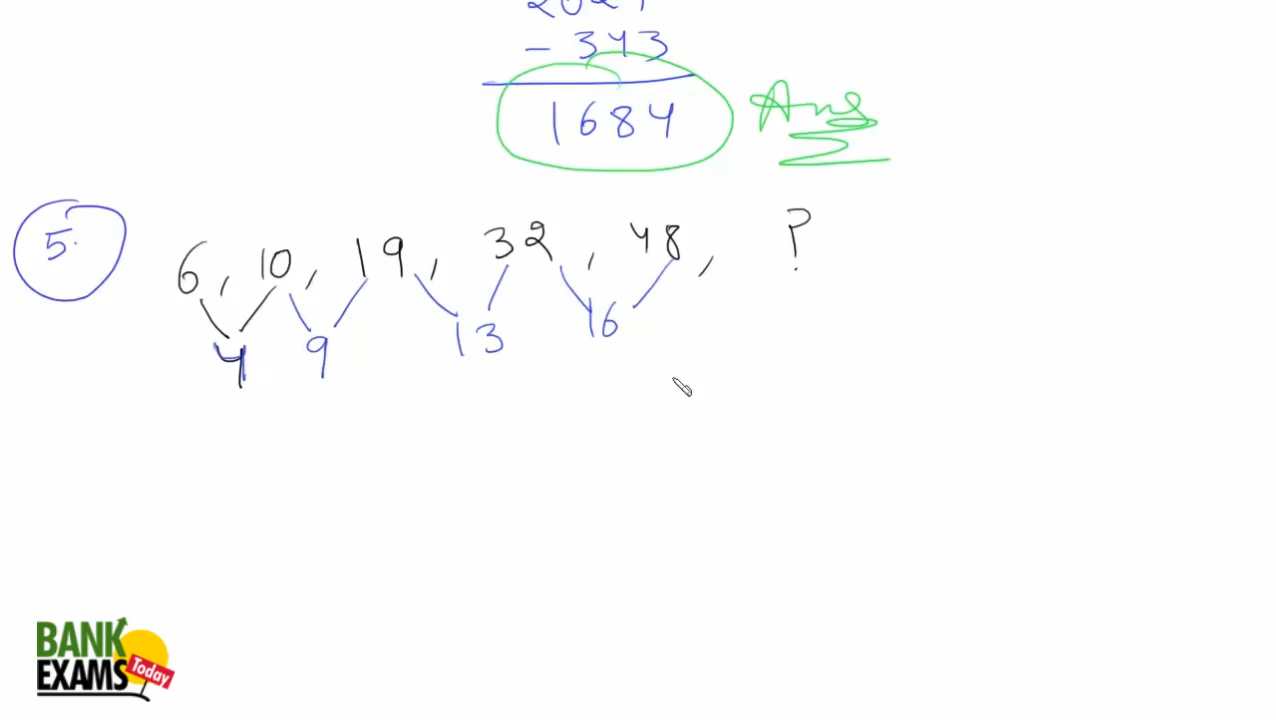 - 343
1684 Ans
5. 6, 10, 19, 32, 48, ?
4 9 13 16
BANK
EXAMS Today